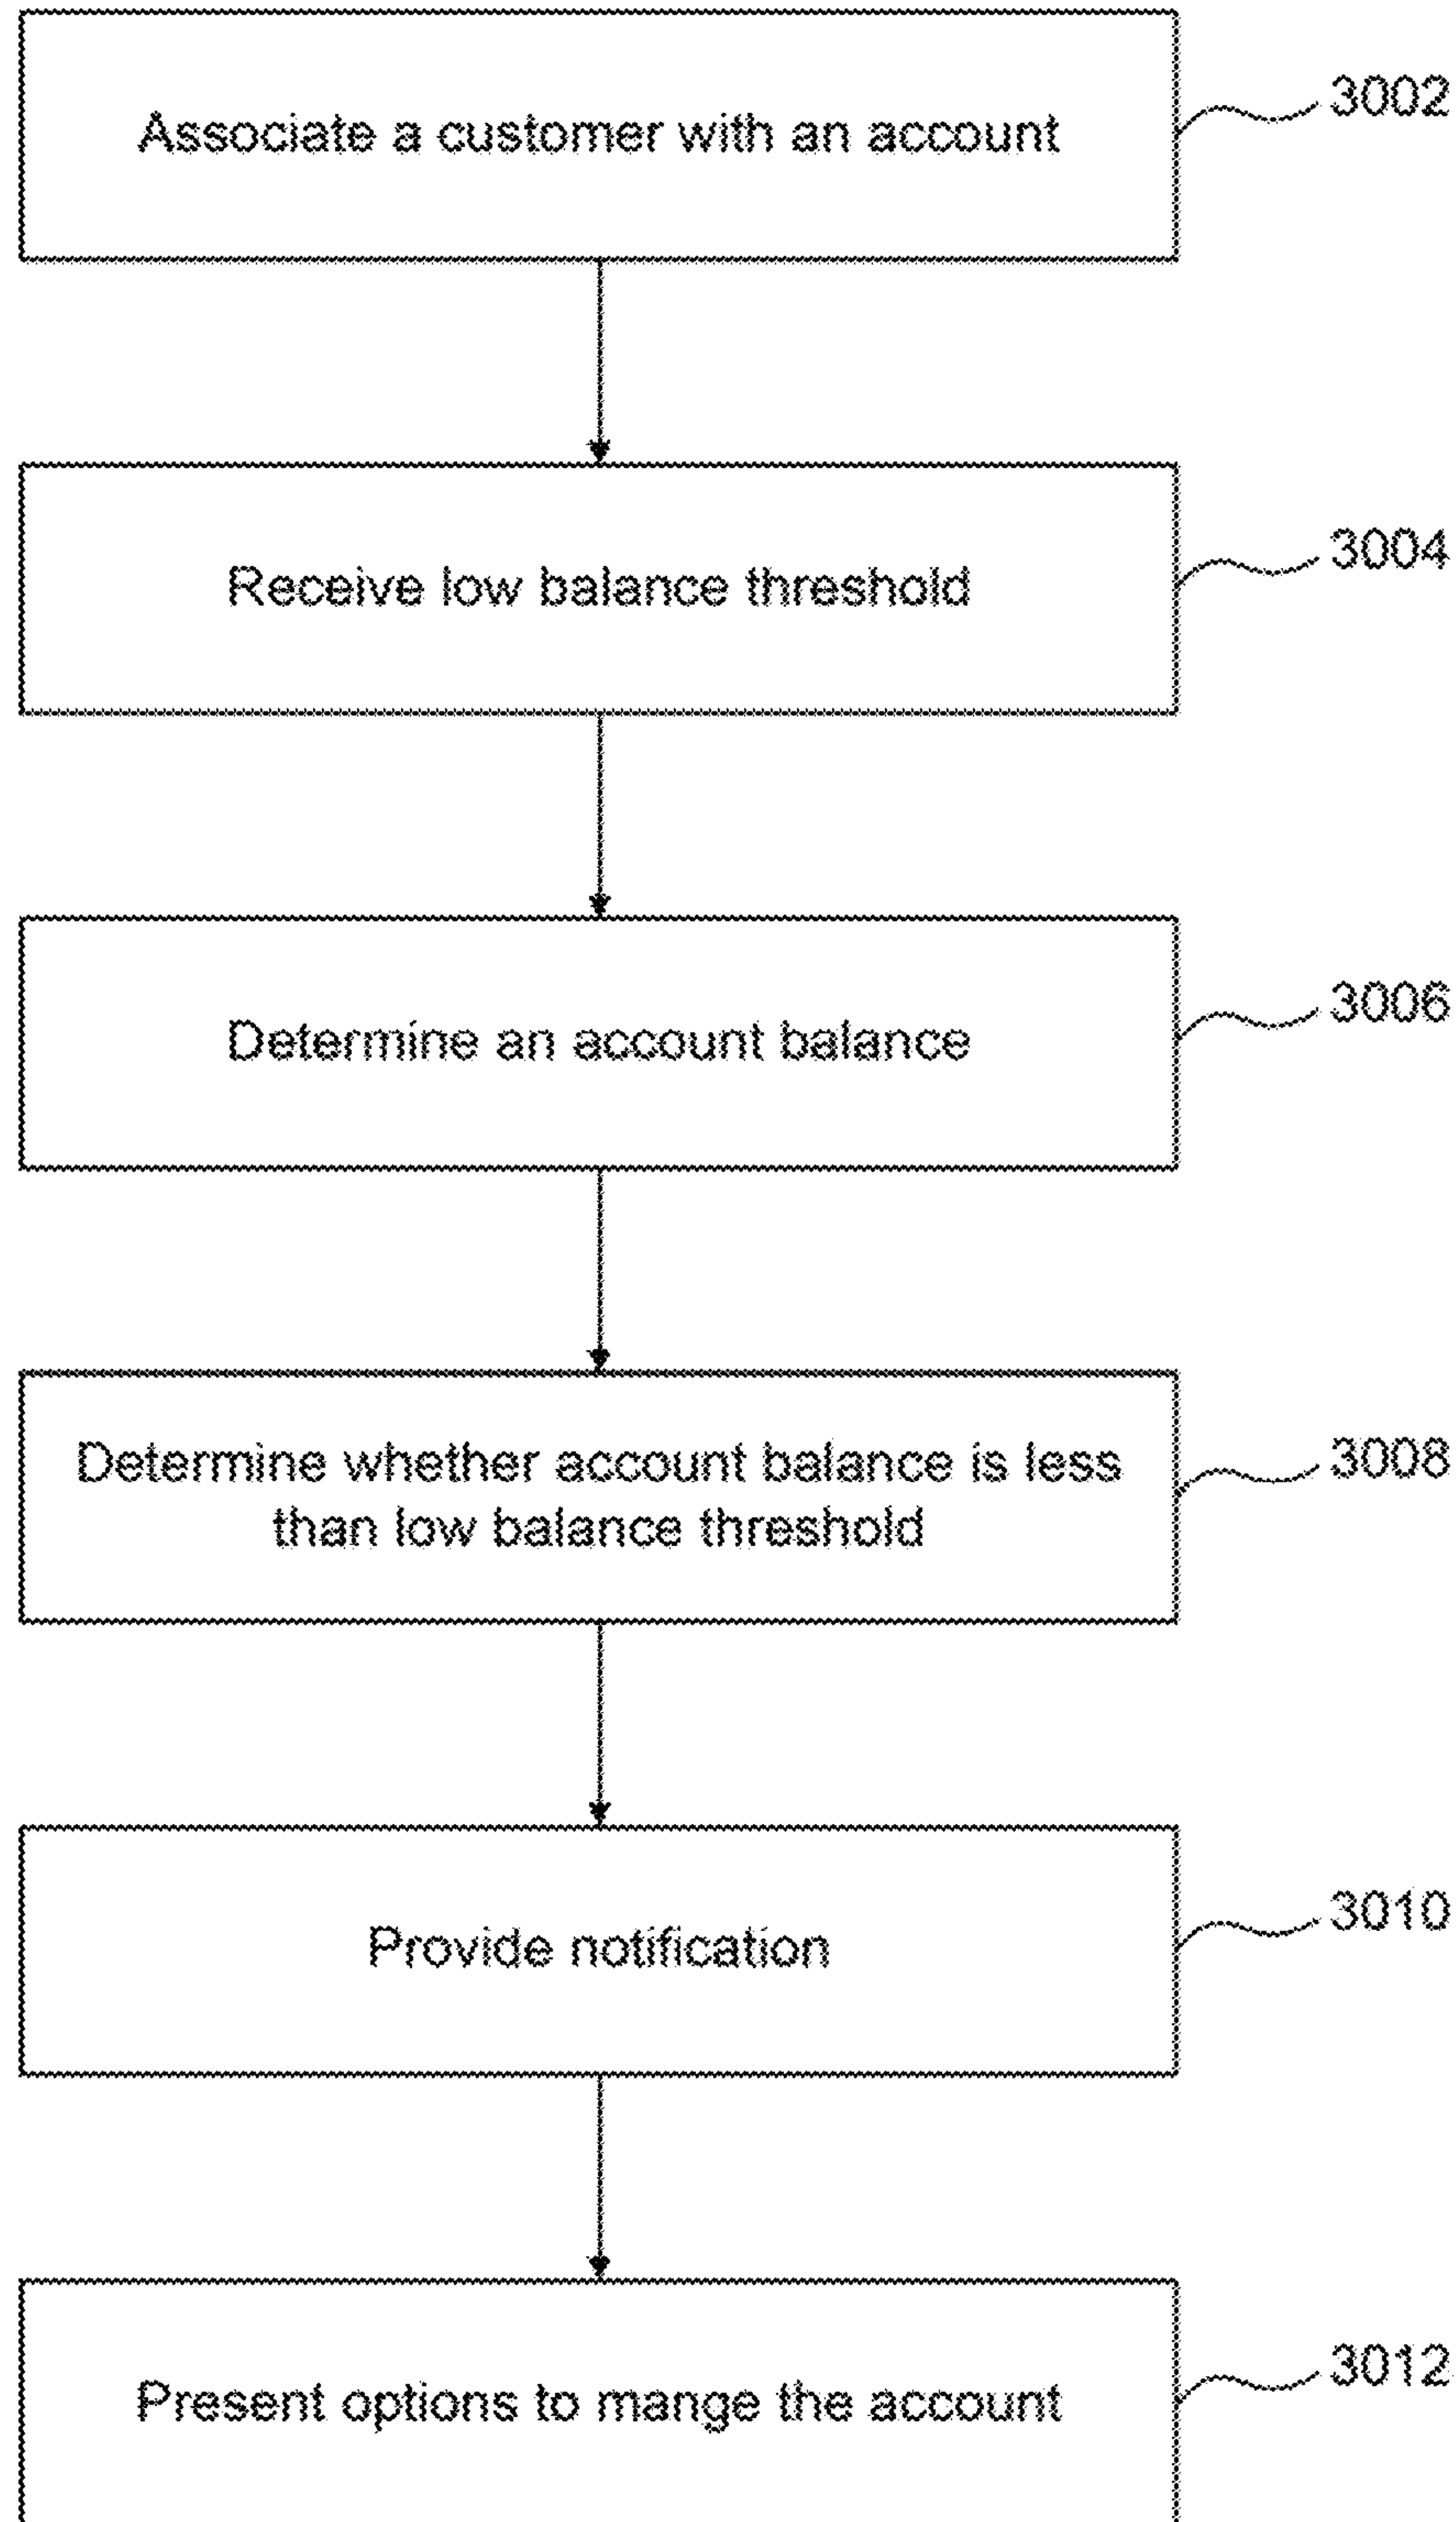 Associate a customer with an account
3002
Receive low balance threshold
3004
Determine an account balance
3006
Determine whether account balance is less
than low balance threshold
3008
Provide notification
3010
Present options to mange the account
3012